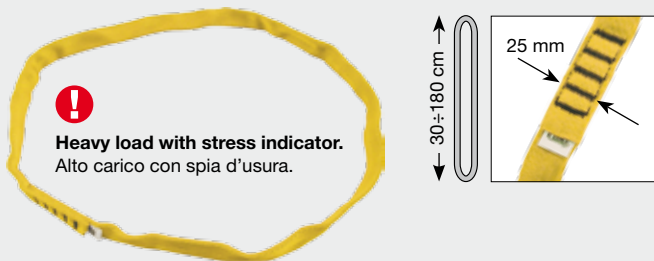 !
Heavy load with stress indicator.
Alto carico con spia d'usura.
30÷180 cm
25 mm